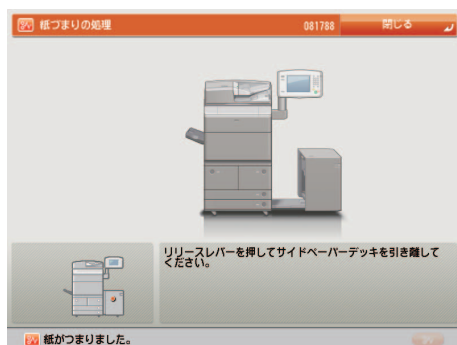 紙づまりの処理
081788
閉じる
リリースレバーを押してサイドペーパーデッキを引き離して
ください。
紙がつまりました。